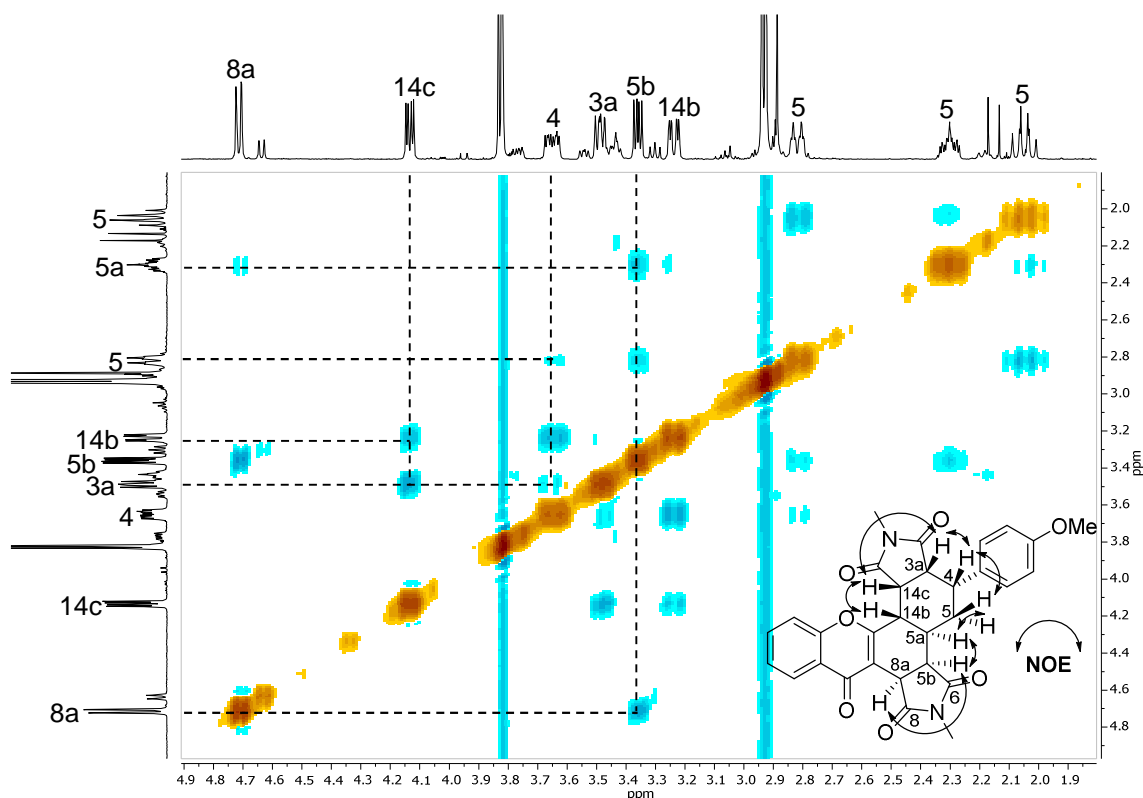 8a
14c
4
3a
5b
14b
5
5
5
5
5a
5
14b
5b
3a
4
14c
8a
2.0
2.2
2.4
2.6
2.8
3.0
3.2
3.4
3.6
3.8
4.0
4.2
4.4
4.6
4.8
ppm
4.9 4.8 4.7 4.6 4.5 4.4 4.3 4.2 4.1 4.0 3.9 3.8 3.7 3.6 3.5 3.4 3.3 3.2 3.1 3.0 2.9 2.8 2.7 2.6 2.5 2.4 2.3 2.2 2.1 2.0 1.9
ppm
O
N
O
H
H
OMe
3a
4
H
14c
5
H
H
14b
O
5a
H
H
8a
5b
H
H
6
O
O
O
8
N
NOE